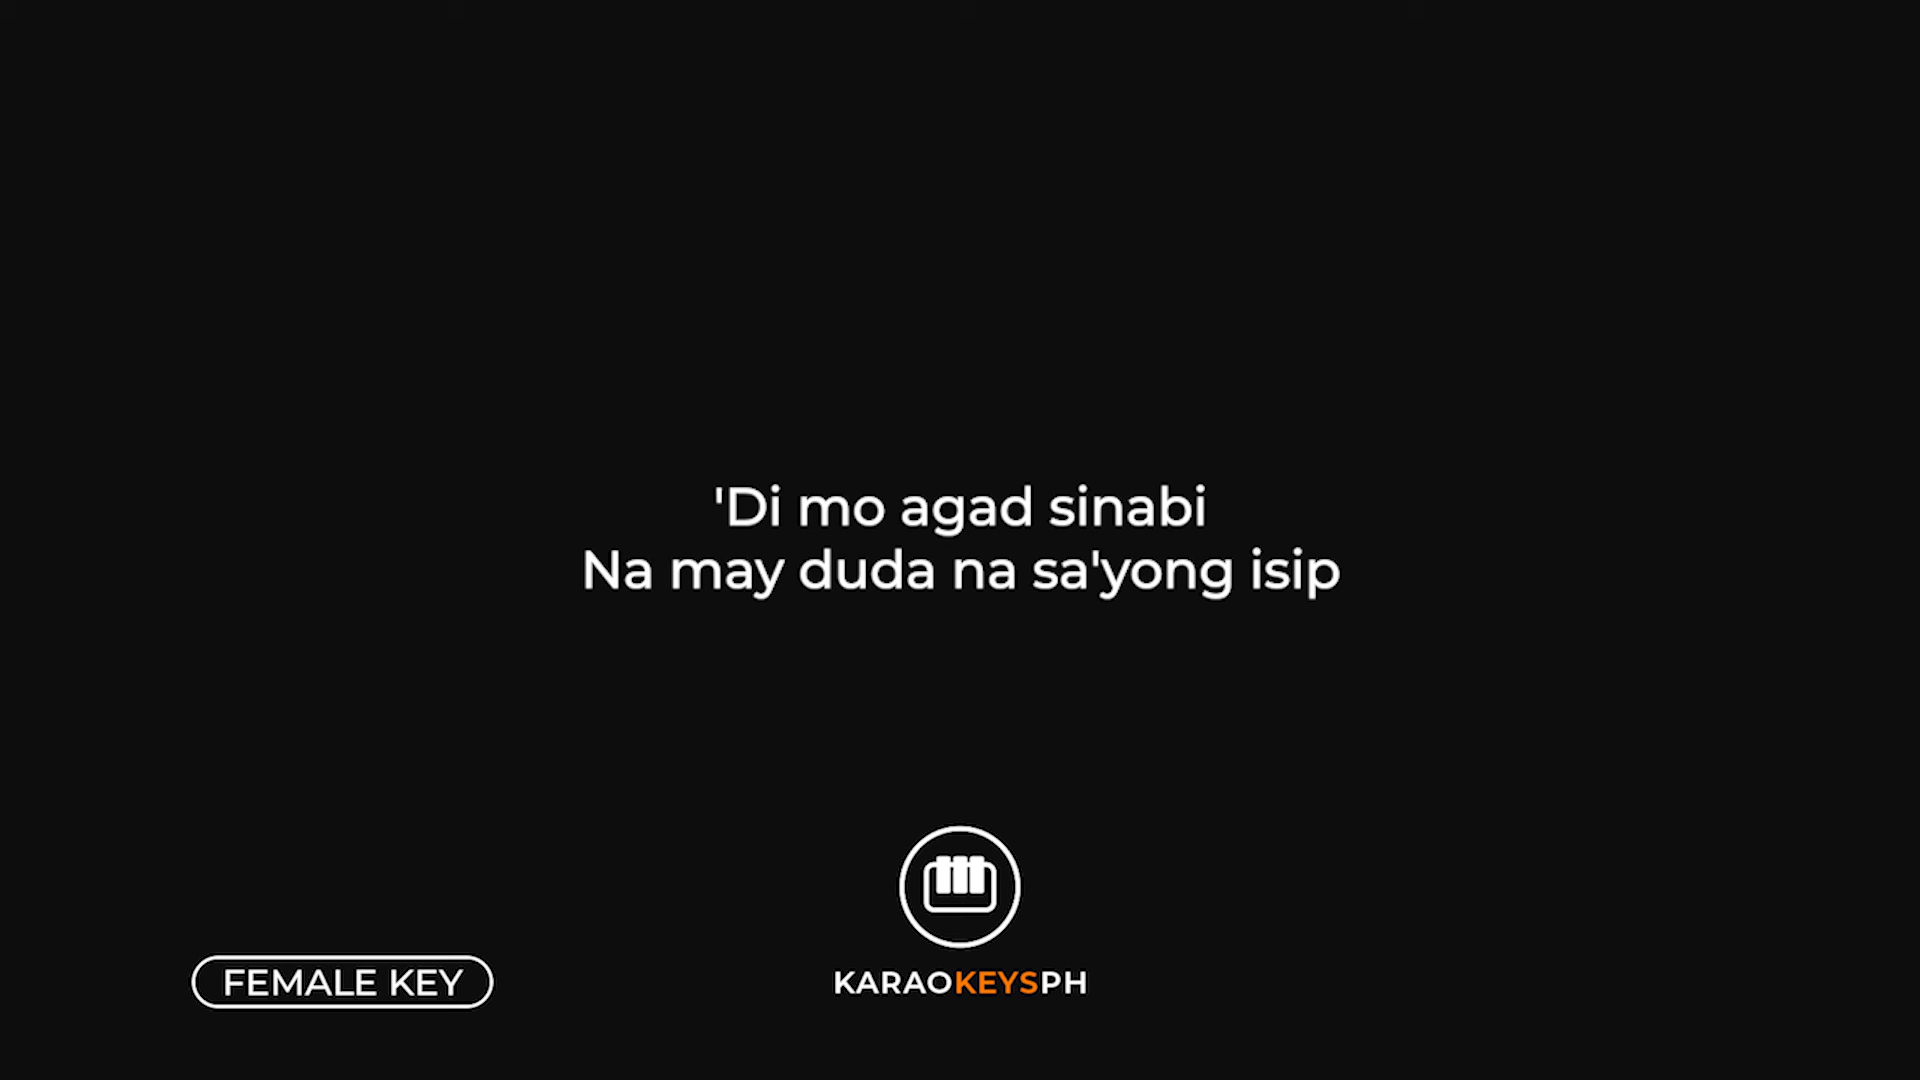 'Di mo agad sinabi
Na may duda na sa'yong isip
FEMALE KEY
KARAOKEYSPH